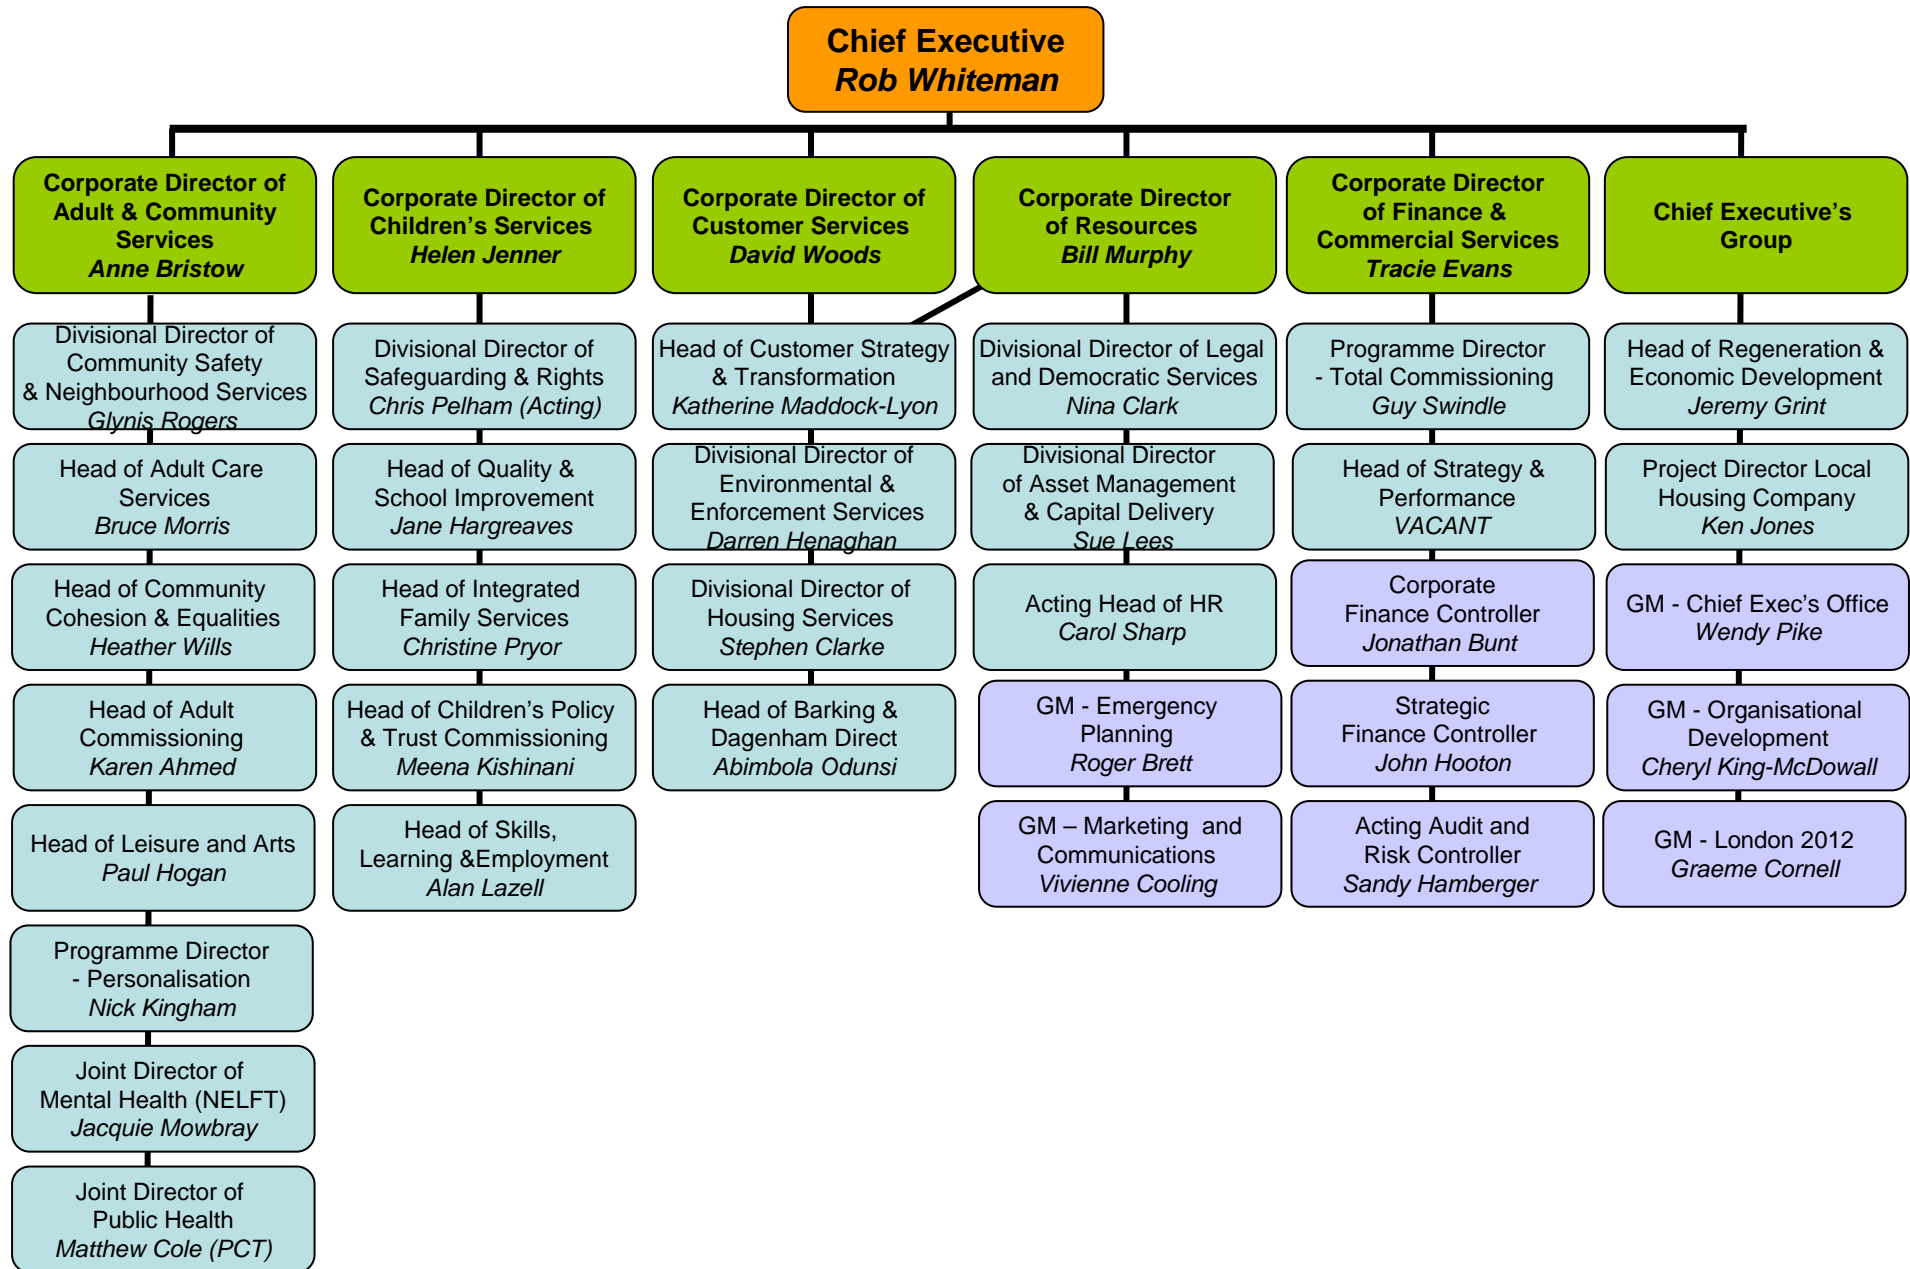 Chief Executive
Rob Whiteman
Corporate Director of
Adult & Community
Services
Anne Bristow
Divisional Director of
Community Safety
& Neighbourhood Services
Glynis Rogers
Head of Adult Care
Services
Bruce Morris
Head of Community
Cohesion & Equalities
Heather Wills
Head of Adult
Commissioning
Karen Ahmed
Head of Leisure and Arts
Paul Hogan
Programme Director
- Personalisation
Nick Kingham
Joint Director of
Mental Health (NELFT)
Jacquie Mowbray
Joint Director of
Public Health
Matthew Cole (PCT)
Corporate Director of
Children’s Services
Helen Jenner
Divisional Director of
Safeguarding & Rights
Chris Pelham (Acting)
Head of Quality &
School Improvement
Jane Hargreaves
Head of Integrated
Family Services
Christine Pryor
Head of Children’s Policy
& Trust Commissioning
Meena Kishinani
Head of Skills,
Learning &Employment
Alan Lazell
Corporate Director of
Customer Services
David Woods
Head of Customer Strategy
& Transformation
Katherine Maddock-Lyon
Divisional Director of
Environmental &
Enforcement Services
Darren Henaghan
Divisional Director of
Housing Services
Stephen Clarke
Head of Barking &
Dagenham Direct
Abimbola Odunsi
Corporate Director
of Resources
Bill Murphy
Divisional Director of Legal
and Democratic Services
Nina Clark
Divisional Director
of Asset Management
& Capital Delivery
Sue Lees
Acting Head of HR
Carol Sharp
GM - Emergency
Planning
Roger Brett
GM – Marketing and
Communications
Vivienne Cooling
Corporate Director
of Finance &
Commercial Services
Tracie Evans
Programme Director
- Total Commissioning
Guy Swindle
Head of Strategy &
Performance
VACANT
Corporate
Finance Controller
Jonathan Bunt
Strategic
Finance Controller
John Hooton
Acting Audit and
Risk Controller
Sandy Hamberger
Chief Executive’s
Group
Head of Regeneration &
Economic Development
Jeremy Grint
Project Director Local
Housing Company
Ken Jones
GM - Chief Exec’s Office
Wendy Pike
GM - Organisational
Development
Cheryl King-McDowall
GM - London 2012
Graeme Cornell